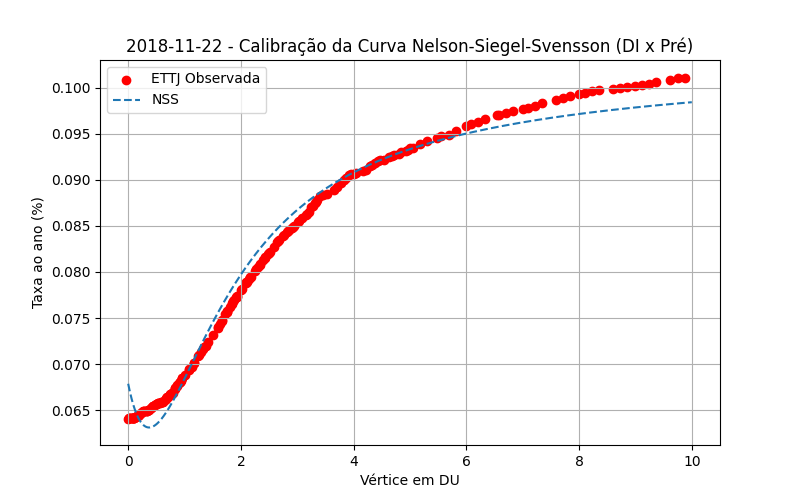 2018-11-22 - Calibração da Curva Nelson-Siegel-Svensson (DI x Pré)
ETTJ Observada
NSS
Taxa ao ano (%)
0.100
0.095
0.090
0.085
0.080
0.075
0.070
0.065
0 2 4 6 8 10
Vértice em DU